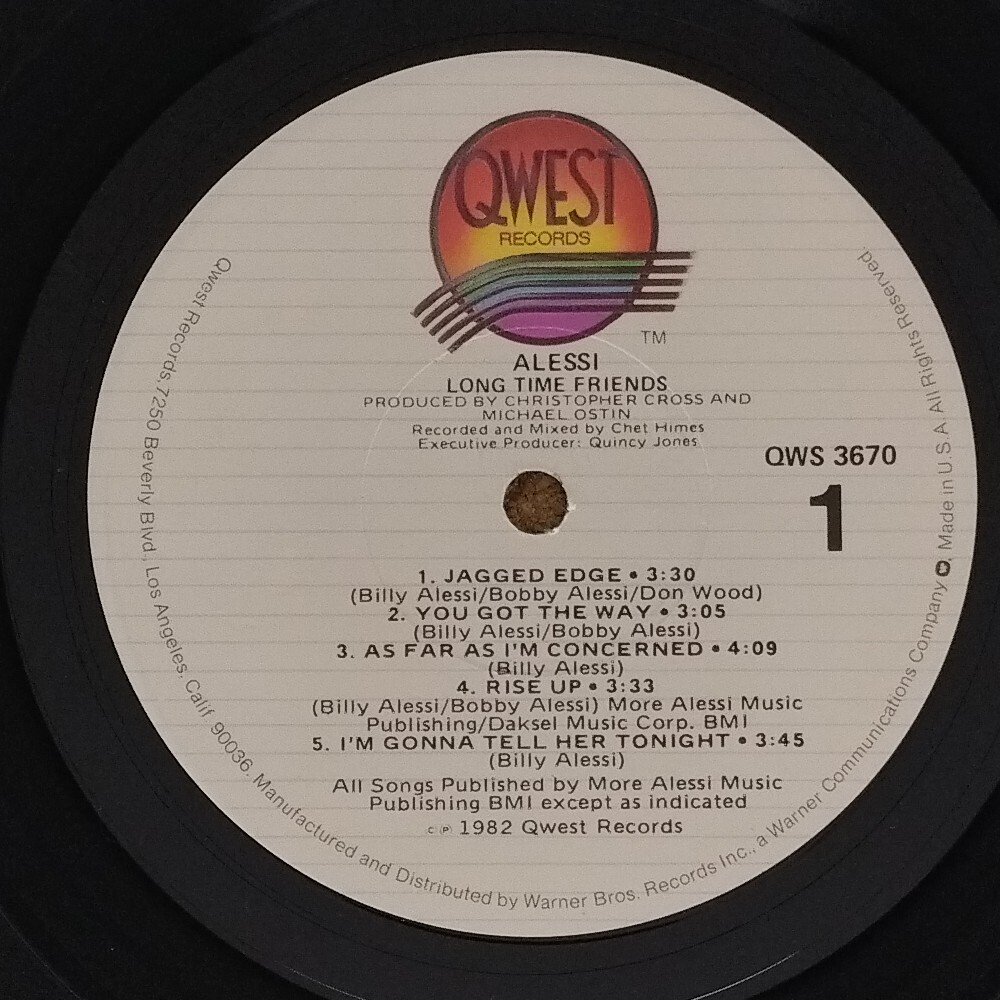 QWEST
RECORDS
TM
ALESSI
LONG TIME FRIENDS
PRODUCED BY CHRISTOPHER CROSS AND
MICHAEL OSTIN
Recorded and Mixed by Chet Himes
Executive Producer: Quincy Jones
QWS 3670
1
1. JAGGED EDGE • 3:30
(Billy Alessi/Bobby Alessi/Don Wood)
2. YOU GOT THE WAY • 3:05
(Billy Alessi/Bobby Alessi)
3. AS FAR AS I'M CONCERNED • 4:09
(Billy Alessi)
4. RISE UP • 3:33
(Billy Alessi/Bobby Alessi) More Alessi Music
Publishing/Daksel Music Corp. BMI
5. I'M GONNA TELL HER TONIGHT • 3:45
(Billy Alessi)
All Songs Published by More Alessi Music
Publishing BMI except as indicated
© ℗ 1982 Qwest Records
Qwest Records, 7250 Beverly Blvd., Los Angeles, Calif. 90036. Manufactured and Distributed by Warner Bros. Records Inc., a Warner Communications Company. Made in U.S.A. All Rights Reserved